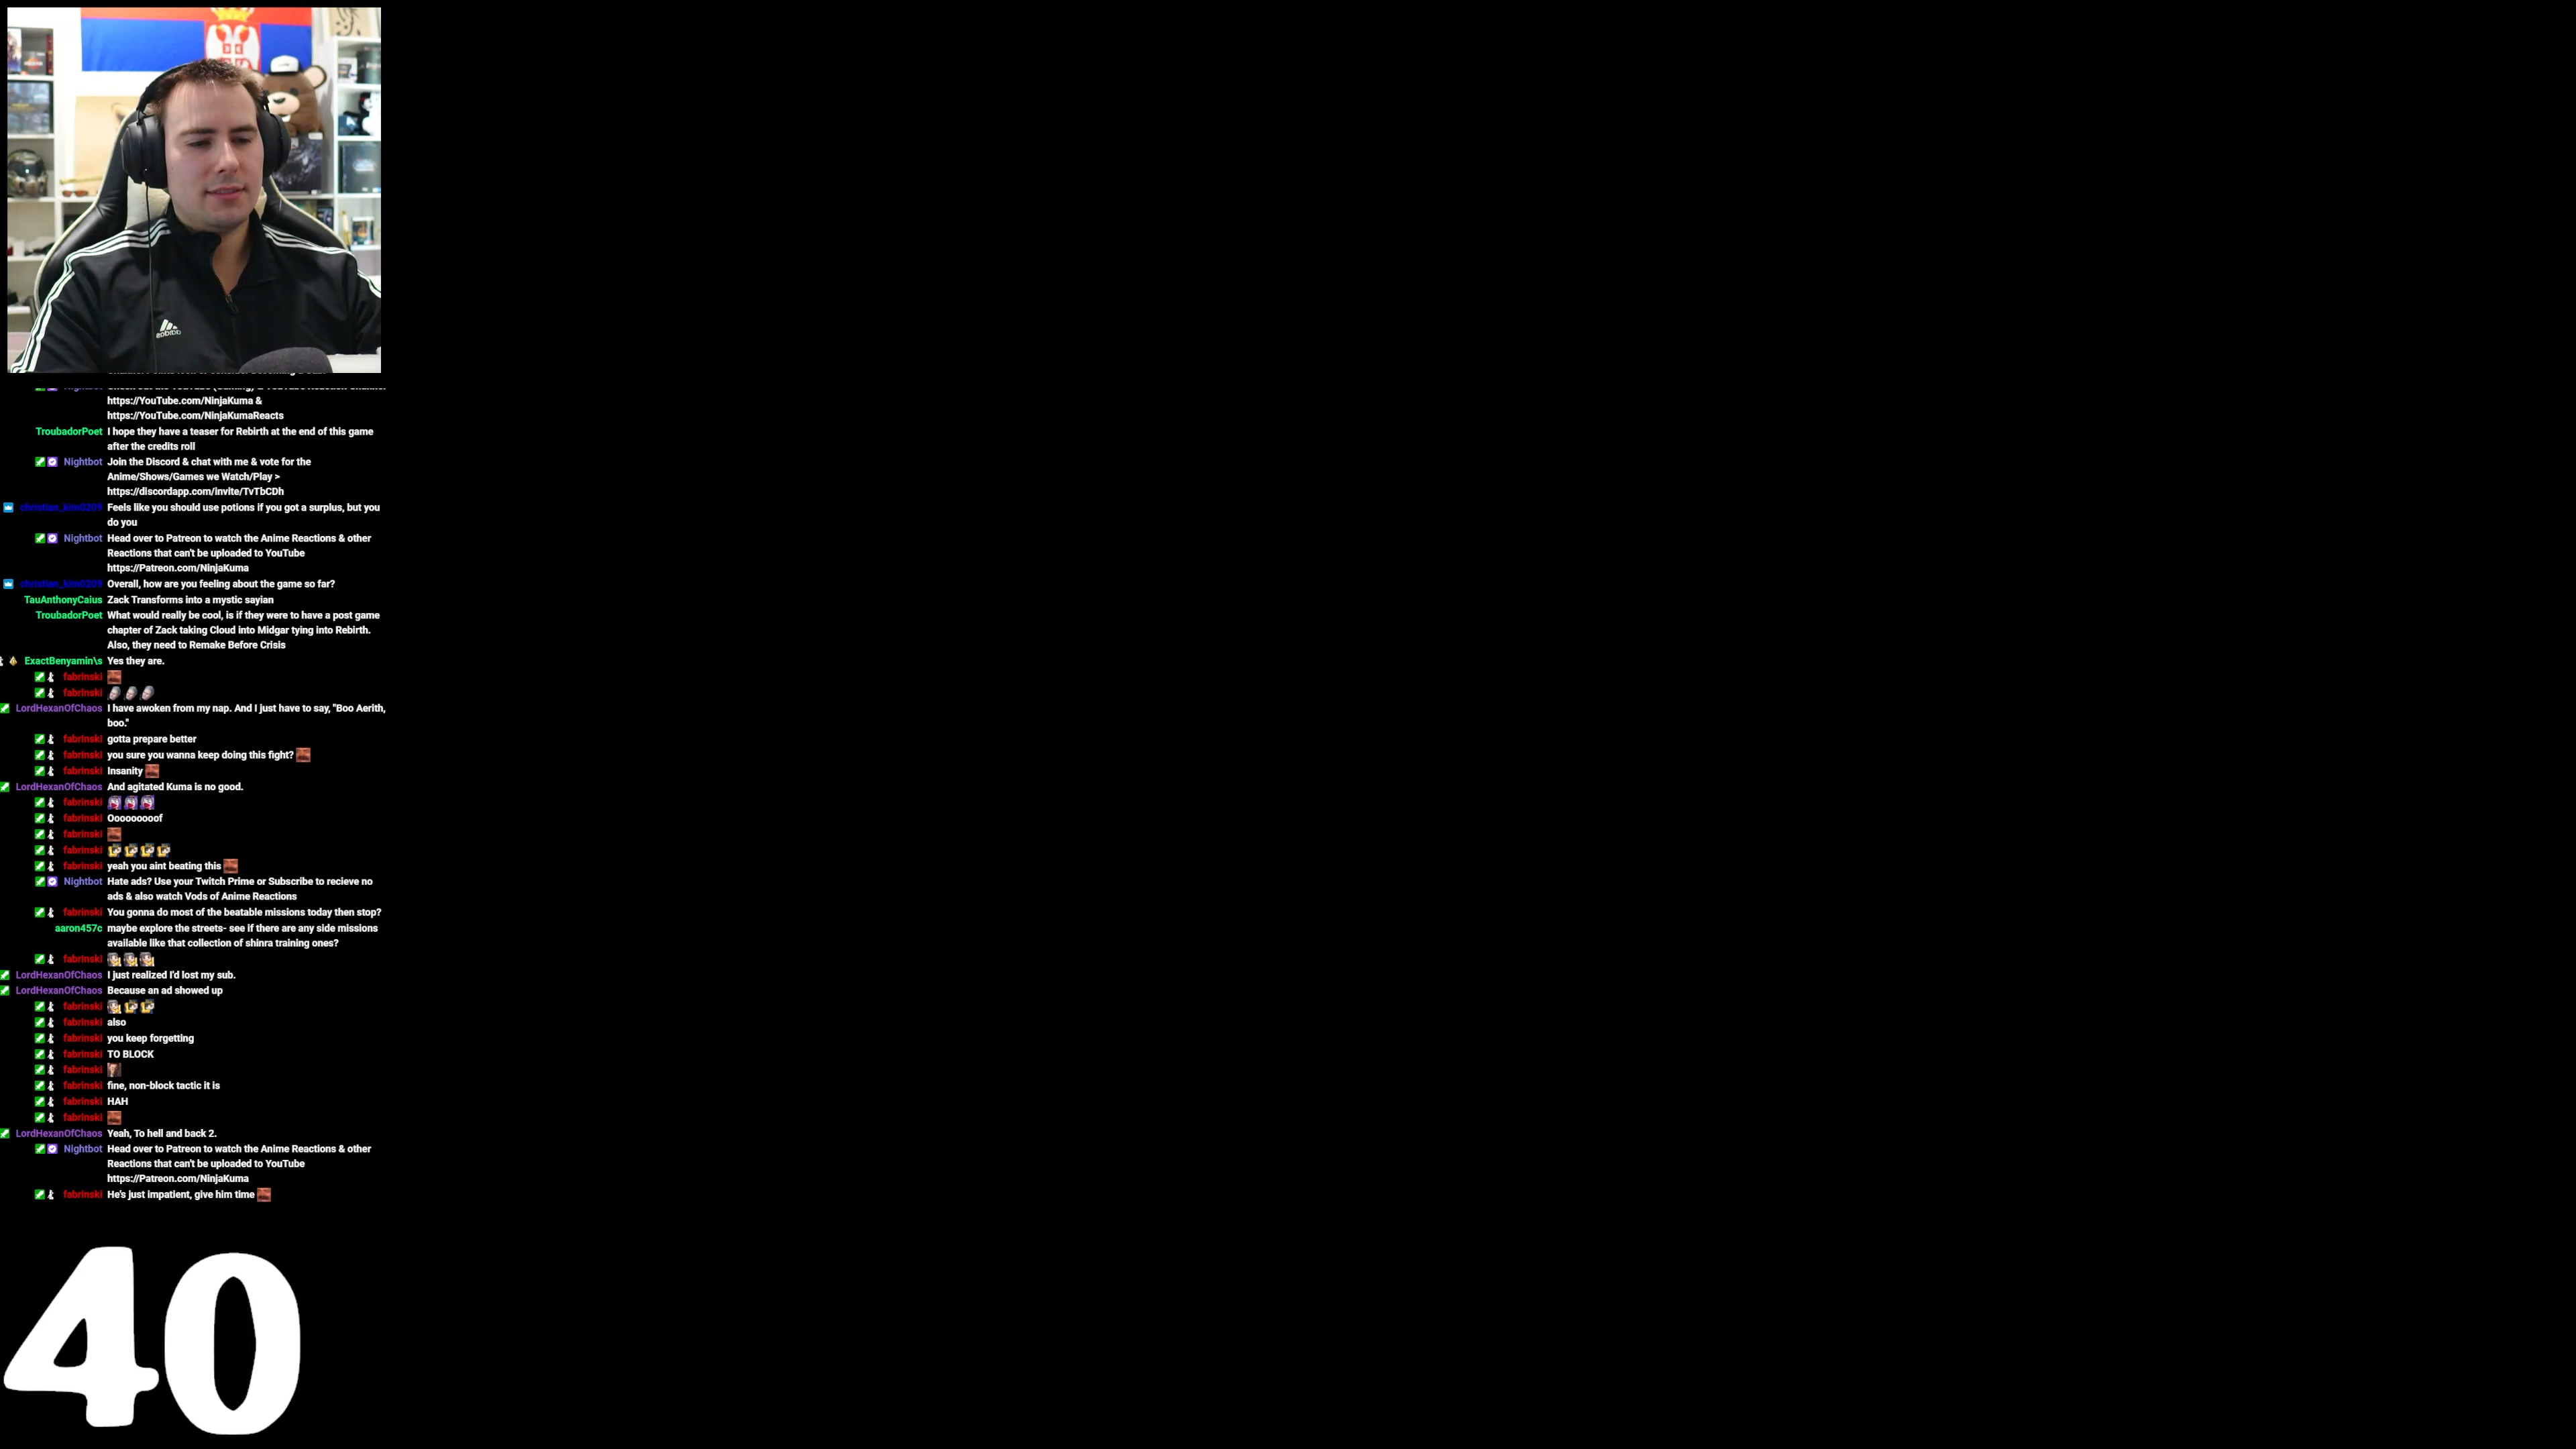 https://YouTube.com/NinjaKuma &
https://YouTube.com/NinjaKumaReacts
TroubadorPoet I hope they have a teaser for Rebirth at the end of this game
after the credits roll
Nightbot Join the Discord & chat with me & vote for the
Anime/Shows/Games we Watch/Play >
https://discordapp.com/invite/TvTbCDh
christian_kim0209 Feels like you should use potions if you got a surplus, but you
do you
Nightbot Head over to Patreon to watch the Anime Reactions & other
Reactions that can't be uploaded to YouTube
https://Patreon.com/NinjaKuma
christian_kim0209 Overall, how are you feeling about the game so far?
TauAnthonyCaius Zack Transforms into a mystic sayian
TroubadorPoet What would really be cool, is if they were to have a post game
chapter of Zack taking Cloud into Midgar tying into Rebirth.
Also, they need to Remake Before Crisis
ExactBenyamin\s Yes they are.
fabrinski
fabrinski
LordHexanOfChaos I have awoken from my nap. And I just have to say, "Boo Aerith,
boo."
fabrinski gotta prepare better
fabrinski you sure you wanna keep doing this fight?
fabrinski Insanity
LordHexanOfChaos And agitated Kuma is no good.
fabrinski
fabrinski Ooooooooof
fabrinski
fabrinski
fabrinski yeah you aint beating this
Nightbot Hate ads? Use your Twitch Prime or Subscribe to recieve no
ads & also watch Vods of Anime Reactions
fabrinski You gonna do most of the beatable missions today then stop?
aaron457c maybe explore the streets- see if there are any side missions
available like that collection of shinra training ones?
fabrinski
LordHexanOfChaos I just realized I'd lost my sub.
LordHexanOfChaos Because an ad showed up
fabrinski
fabrinski also
fabrinski you keep forgetting
fabrinski TO BLOCK
fabrinski
fabrinski fine, non-block tactic it is
fabrinski HAH
fabrinski
LordHexanOfChaos Yeah, To hell and back 2.
Nightbot Head over to Patreon to watch the Anime Reactions & other
Reactions that can't be uploaded to YouTube
https://Patreon.com/NinjaKuma
fabrinski He's just impatient, give him time
40